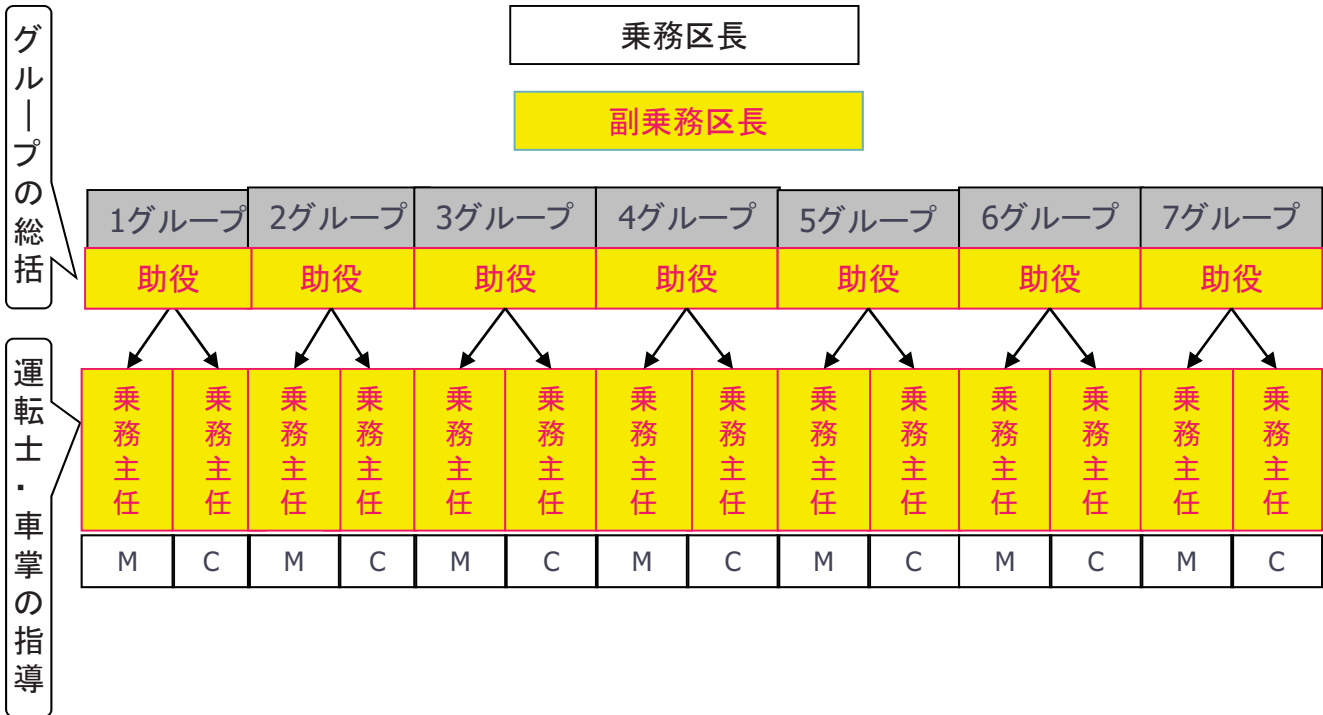 乗務区長
副乗務区長
グループの総括
1グループ 2グループ 3グループ 4グループ 5グループ 6グループ 7グループ
助役 助役 助役 助役 助役 助役 助役
運転士・車掌の指導
乗務主任 乗務主任 乗務主任 乗務主任 乗務主任 乗務主任 乗務主任 乗務主任 乗務主任 乗務主任 乗務主任 乗務主任 乗務主任 乗務主任
M C M C M C M C M C M C M C